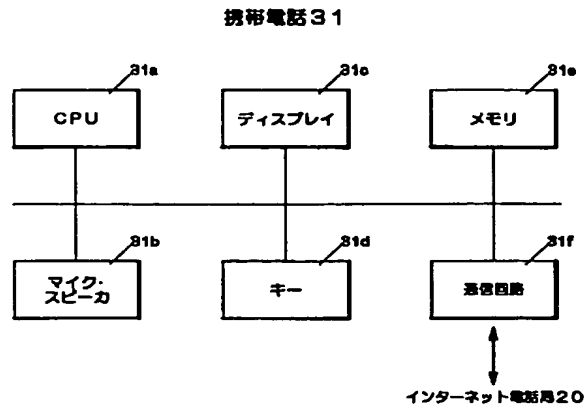 携帯電話31
31a
CPU
31c
ディスプレイ
31e
メモリ
31b
マイク・
スピーカ
31d
キー
31f
通信回路
インターネット電話局20